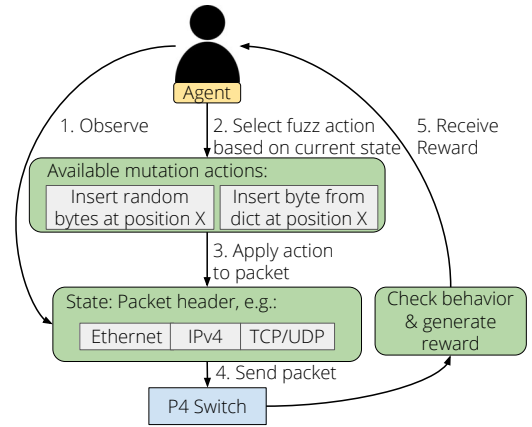 Agent
1. Observe
2. Select fuzz action
based on current state
5. Receive
Reward
Available mutation actions:
Insert random
bytes at position X
Insert byte from
dict at position X
3. Apply action
to packet
State: Packet header, e.g.:
Ethernet
IPv4
TCP/UDP
Check behavior
& generate
reward
4. Send packet
P4 Switch